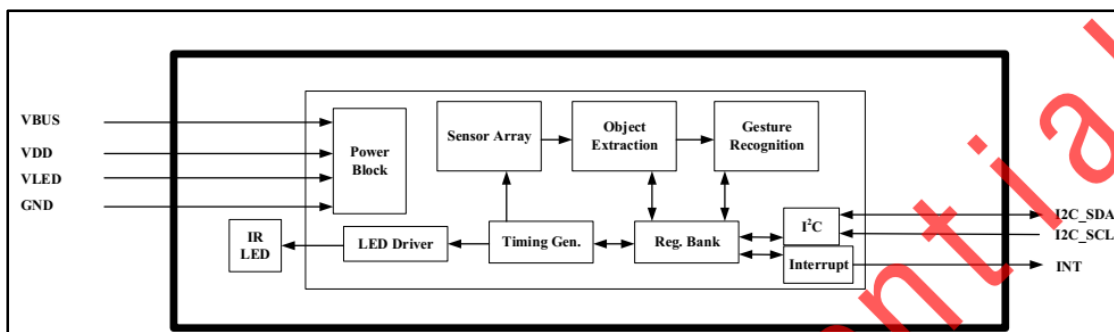 VBUS
VDD
VLED
GND
Power
Block
Sensor Array
Object
Extraction
Gesture
Recognition
IR
LED
LED Driver
Timing Gen.
Reg. Bank
I²C
Interrupt
I2C_SDA
I2C_SCL
INT
ential